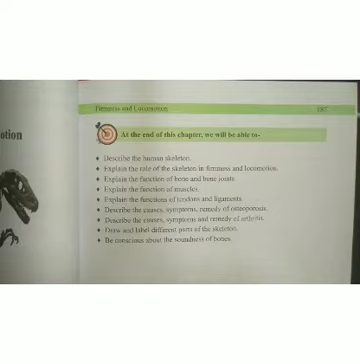 otion
Firmness and Locomotion 187
At the end of this chapter, we will be able to-
♦ Describe the human skeleton.
♦ Explain the role of the skeleton in firmness and locomotion.
♦ Explain the function of bone and bone joints
♦ Explain the function of muscles.
♦ Explain the functions of tendons and ligaments.
♦ Describe the causes, symptoms, remedy of osteoporosis.
♦ Describe the causes, symptoms and remedy of arthritis.
♦ Draw and label different parts of the skeleton.
♦ Be conscious about the soundness of bones.